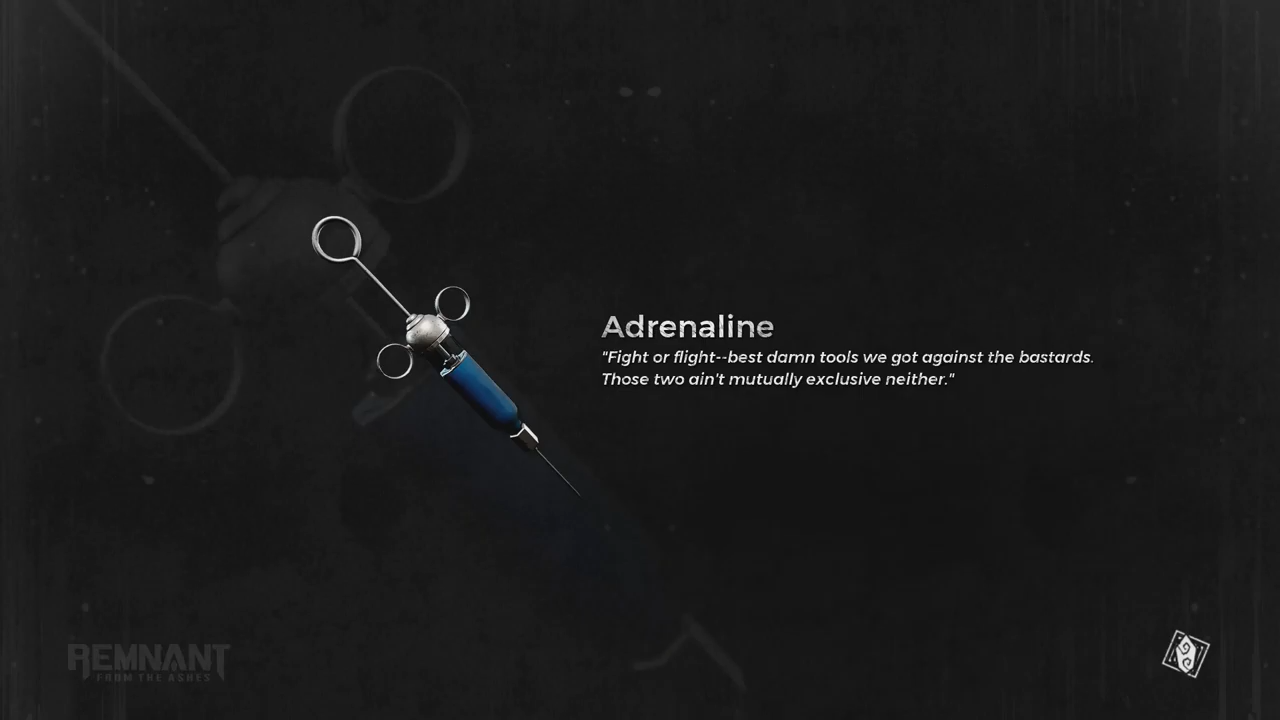 Adrenaline
"Fight or flight--best damn tools we got against the bastards.
Those two ain't mutually exclusive neither."
REMNANT
FROM THE ASHES